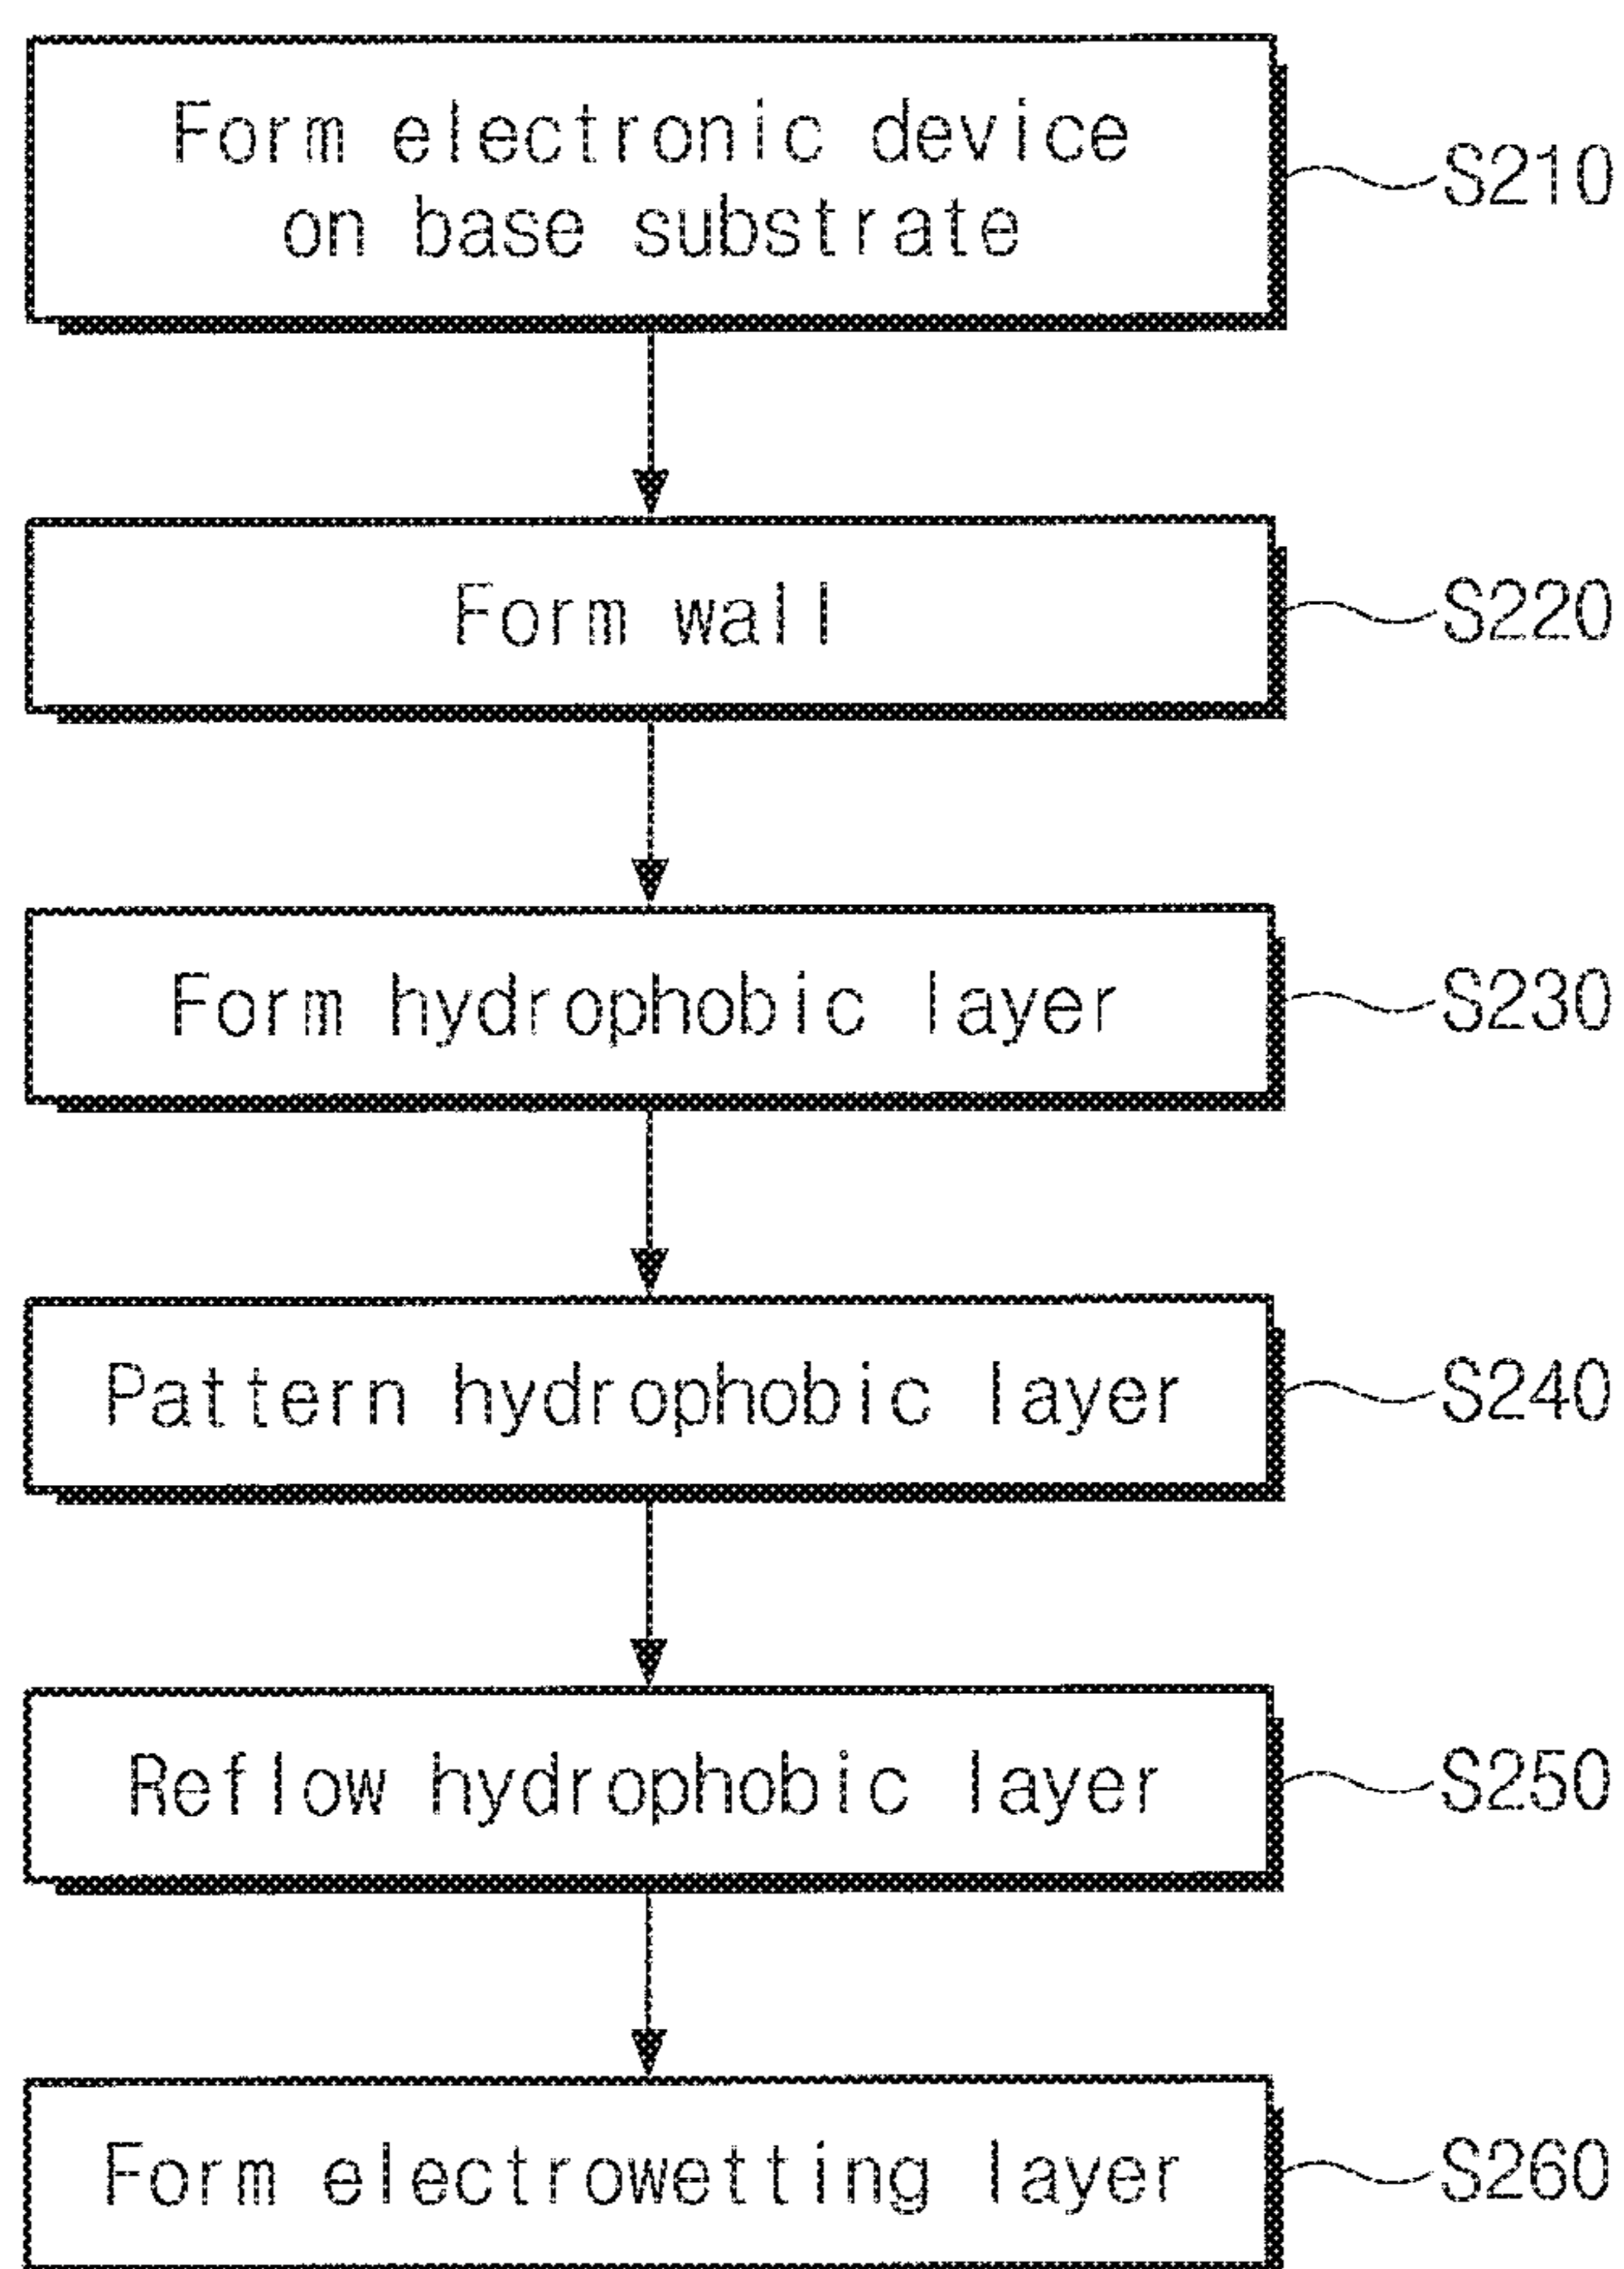 Form electronic device
on base substrate
S210
Form wall
S220
Form hydrophobic layer
S230
Pattern hydrophobic layer
S240
Reflow hydrophobic layer
S250
Form electrowetting layer
S260